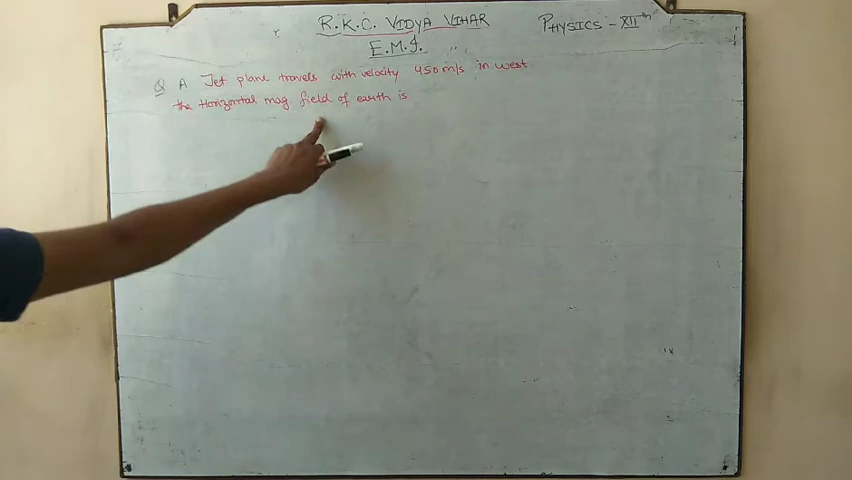 R.K.C. VIDYA VIHAR
PHYSICS - XIIth
E.M.I.
Q A Jet plane travels with velocity 450 m/s in west
the Horizontal mag field of earth is